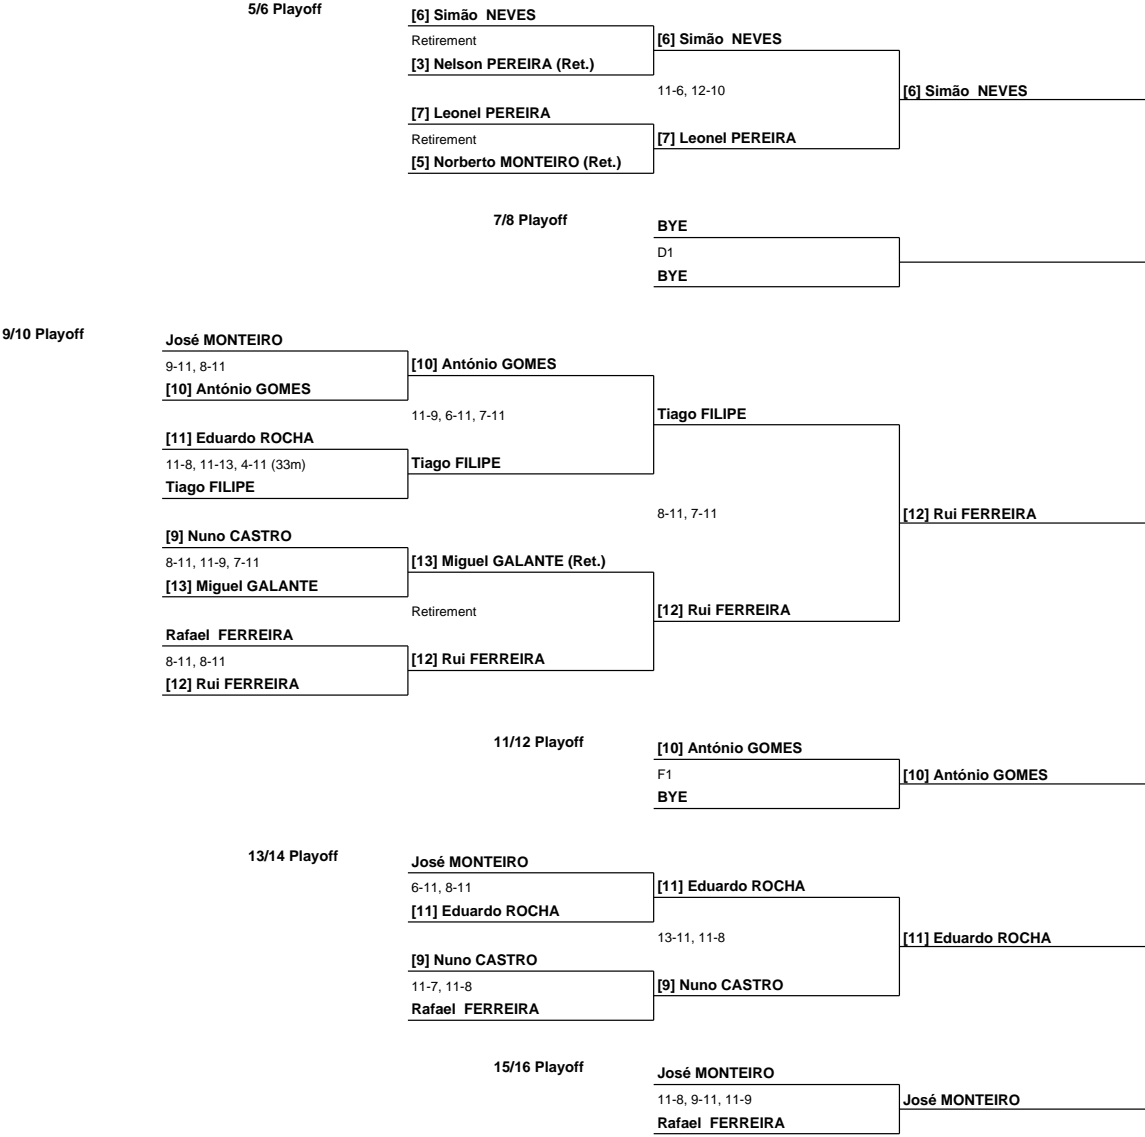 5/6 Playoff
[6] Simão  NEVES
Retirement
[3] Nelson PEREIRA (Ret.)
[6] Simão  NEVES
11-6, 12-10
[6] Simão  NEVES
[7] Leonel PEREIRA
Retirement
[5] Norberto MONTEIRO (Ret.)
[7] Leonel PEREIRA
7/8 Playoff
BYE
D1
BYE
9/10 Playoff
José MONTEIRO
9-11, 8-11
[10] António GOMES
[10] António GOMES
11-9, 6-11, 7-11
Tiago FILIPE
[11] Eduardo ROCHA
11-8, 11-13, 4-11 (33m)
Tiago FILIPE
Tiago FILIPE
8-11, 7-11
[12] Rui FERREIRA
[9] Nuno CASTRO
8-11, 11-9, 7-11
[13] Miguel GALANTE
[13] Miguel GALANTE (Ret.)
Retirement
[12] Rui FERREIRA
Rafael  FERREIRA
8-11, 8-11
[12] Rui FERREIRA
[12] Rui FERREIRA
11/12 Playoff
[10] António GOMES
F1
BYE
[10] António GOMES
13/14 Playoff
José MONTEIRO
6-11, 8-11
[11] Eduardo ROCHA
[11] Eduardo ROCHA
13-11, 11-8
[11] Eduardo ROCHA
[9] Nuno CASTRO
11-7, 11-8
Rafael  FERREIRA
[9] Nuno CASTRO
15/16 Playoff
José MONTEIRO
11-8, 9-11, 11-9
Rafael  FERREIRA
José MONTEIRO